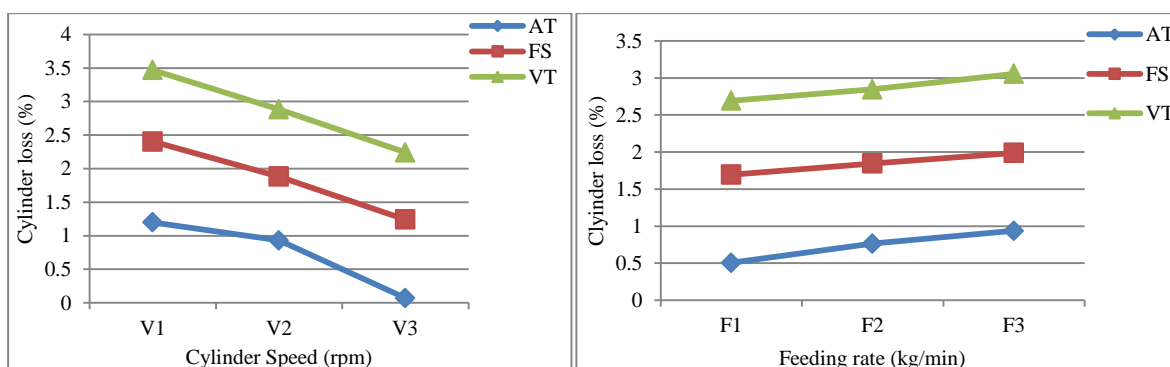 4
3.5
3
2.5
2
1.5
1
0.5
0
Cylinder loss (%)
V1 V2 V3
Cylinder Speed (rpm)
AT
FS
VT
3.5
3
2.5
2
1.5
1
0.5
0
Clyinder loss (%)
F1 F2 F3
Feeding rate (kg/min)
AT
FS
VT